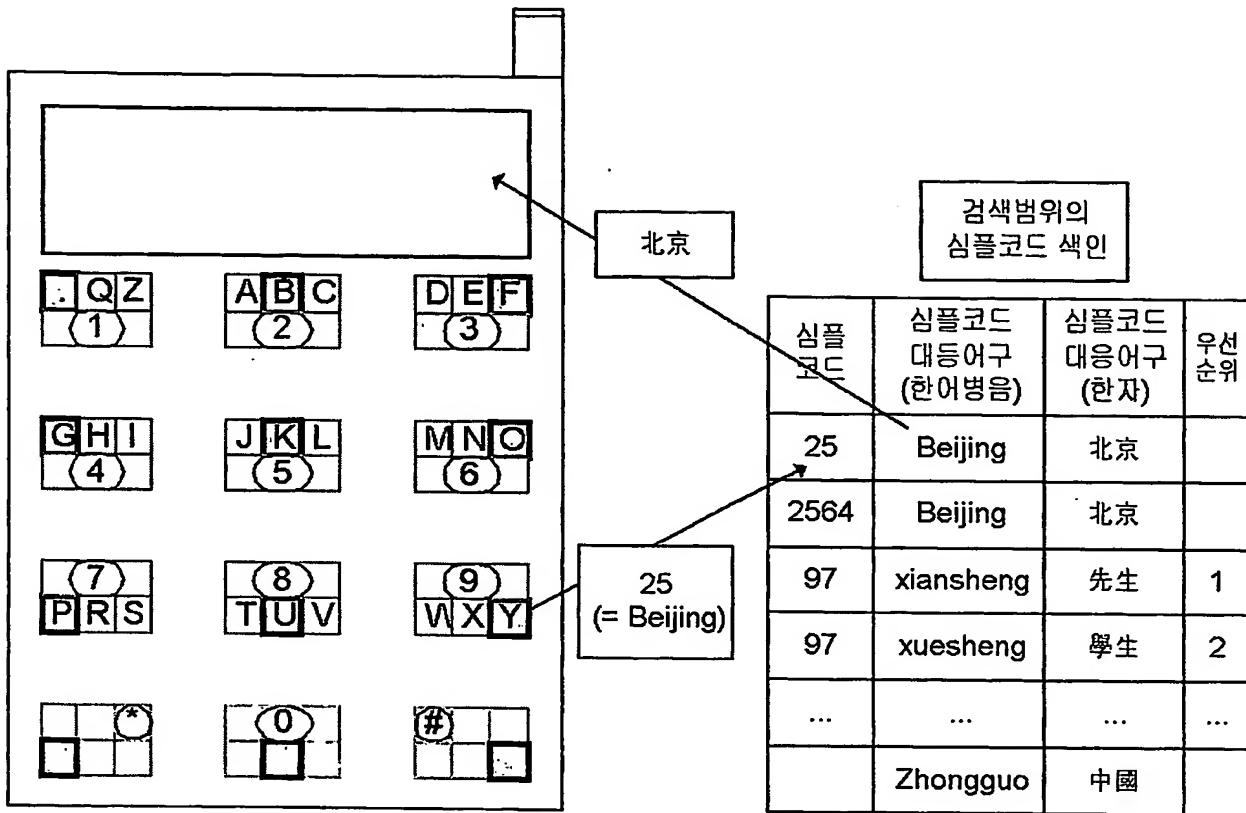 . Q Z
1
A B C
2
D E F
3
G H I
4
J K L
5
M N O
6
7
P R S
8
T U V
9
W X Y
*
0
#
北京
25
(= Beijing)
검색범위의
심플코드 색인
심플
코드
심플코드
대등어구
(한어병음)
심플코드
대응어구
(한자)
우선
순위
25 Beijing 北京
2564 Beijing 北京
97 xiansheng 先生 1
97 xuesheng 學生 2
... ... ... ...
Zhongguo 中國